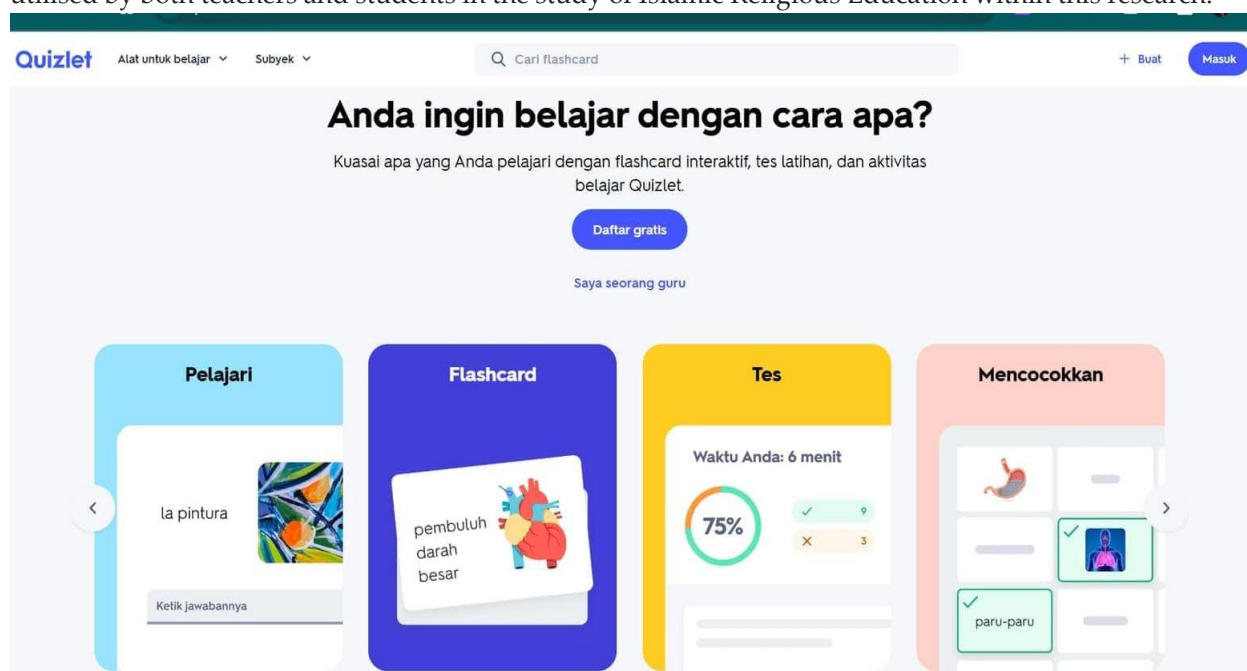 utilised by both teachers and students in the study of Islamic Religious Education within this research.
Quizlet
Alat untuk belajar
Subyek
Cari flashcard
+ Buat
Masuk
Anda ingin belajar dengan cara apa?
Kuasai apa yang Anda pelajari dengan flashcard interaktif, tes latihan, dan aktivitas
belajar Quizlet.
Daftar gratis
Saya seorang guru
Pelajari
la pintura
Ketik jawabannya
Flashcard
pembuluh
darah
besar
Tes
Waktu Anda: 6 menit
75%
9
3
Mencocokkan
paru-paru